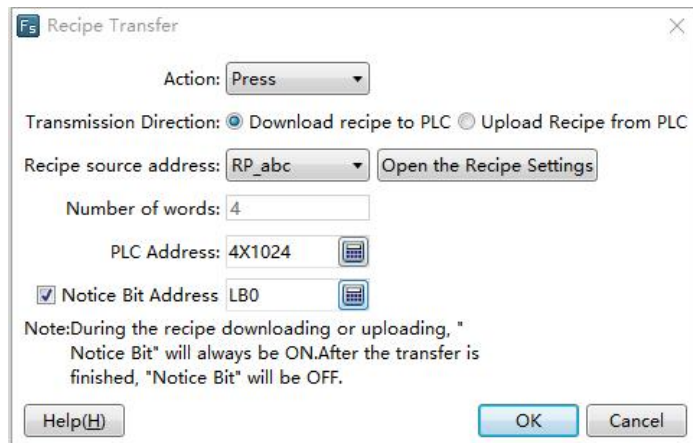 Fs Recipe Transfer
Action: Press
Transmission Direction: Download recipe to PLC Upload Recipe from PLC
Recipe source address: RP_abc Open the Recipe Settings
Number of words: 4
PLC Address: 4X1024
Notice Bit Address LB0
Note:During the recipe downloading or uploading, "
Notice Bit" will always be ON.After the transfer is
finished, "Notice Bit" will be OFF.
Help(H) OK Cancel